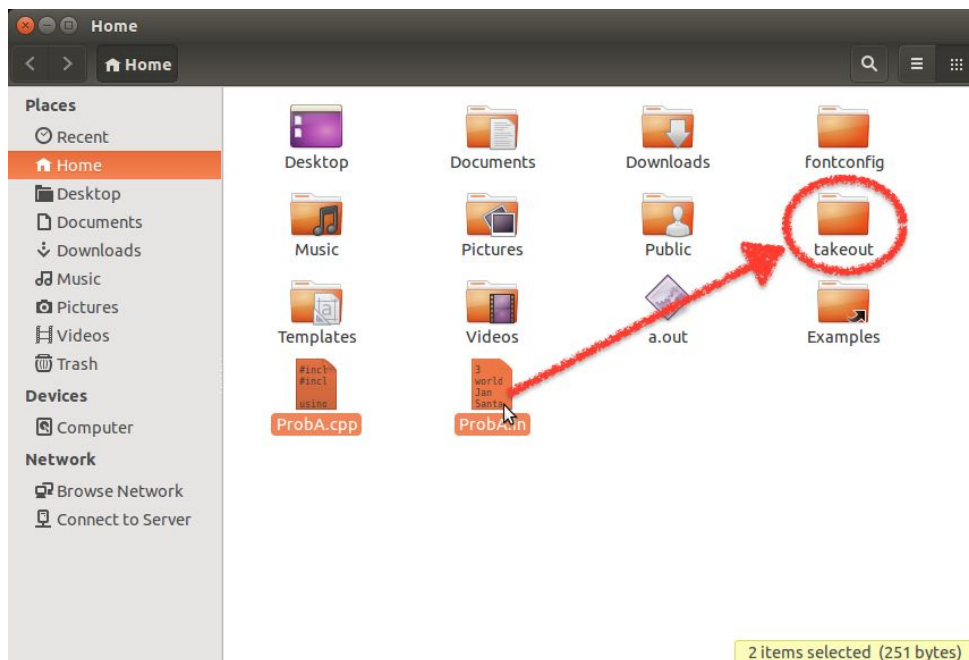 Home
Home
Places
Recent
Home
Desktop
Documents
Downloads
Music
Pictures
Videos
Trash
Devices
Computer
Network
Browse Network
Connect to Server
Desktop Documents Downloads fontconfig
Music Pictures Public takeout
Templates Videos a.out Examples
#incl
#incl
using
3
world
Jan
Santa
ProbA.cpp ProbA.in
2 items selected (251 bytes)